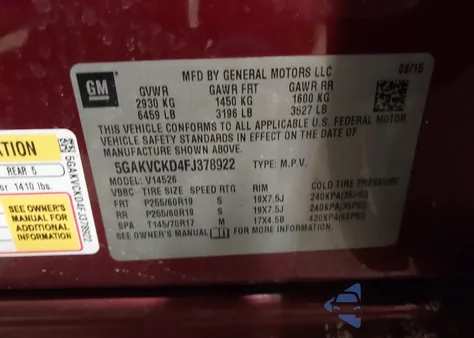 GM
MFD BY GENERAL MOTORS LLC
06/15
GVWR GAWR FRT GAWR RR
2930 KG 1450 KG 1600 KG
6459 LB 3196 LB 3527 LB
THIS VEHICLE CONFORMS TO ALL APPLICABLE U.S. FEDERAL MOTOR
VEHICLE SAFETY STANDARDS IN EFFECT ON THE DATE OF
MANUFACTURE SHOWN ABOVE.
5GAKVCKD4FJ378922 TYPE: M.P.V.
MODEL: V14526
VBBC TIRE SIZE SPEED RTG RIM COLD TIRE PRESSURE
FRT P255/60R19 S 19X7.5J 240KPA(35PSI)
RR P255/60R19 S 19X7.5J 240KPA(35PSI)
SPA T145/70R17 M 17X4.5B 420KPA(60PSI)
SEE OWNER'S MANUAL FOR MORE INFORMATION.
ATION
REAR 5
or 1410 lbs.
SEE OWNER'S
MANUAL FOR
ADDITIONAL
INFORMATION
5GAKVCKD4FJ378922